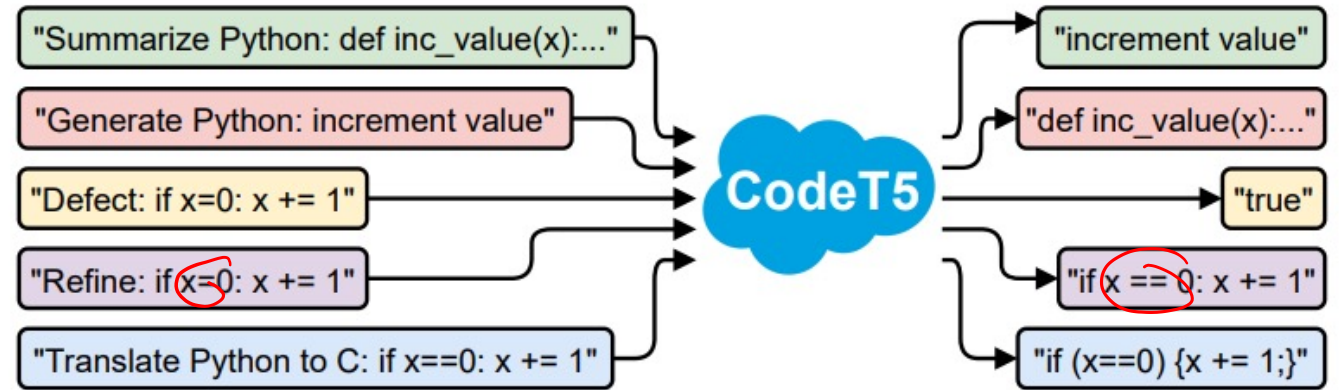 "Summarize Python: def inc_value(x):..."
"Generate Python: increment value"
"Defect: if x=0: x += 1"
"Refine: if x=0: x += 1"
"Translate Python to C: if x==0: x += 1"
CodeT5
"increment value"
"def inc_value(x):..."
"true"
"if x == 0: x += 1"
"if (x==0) {x += 1;}"